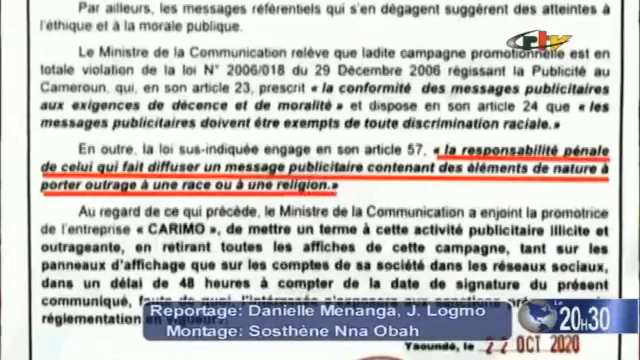 Par ailleurs, les messages référentiels qui s'en dégagent suggèrent des atteintes à
l'éthique et à la morale publique.
crtv
Le Ministre de la Communication relève que ladite campagne promotionnelle est en
totale violation de la loi N° 2006/018 du 29 Décembre 2006 régissant la Publicité au
Cameroun, qui, en son article 23, prescrit « la conformité des messages publicitaires
aux exigences de décence et de moralité » et dispose en son article 24 que « les
messages publicitaires doivent être exempts de toute discrimination raciale.»
En outre, la loi sus-indiquée engage en son article 57, « la responsabilité pénale
de celui qui fait diffuser un message publicitaire contenant des éléments de nature à
porter outrage à une race ou à une religion.»
Au regard de ce qui précède, le Ministre de la Communication a enjoint la promotrice
de l'entreprise « CARIMO », de mettre un terme à cette activité publicitaire illicite et
outrageante, en retirant toutes les affiches de cette campagne, tant sur les
panneaux d'affichage que sur les comptes de sa société dans les réseaux sociaux,
dans un délai de 48 heures à compter de la date de signature du présent
Reportage: Danielle Menanga, J. Logmo
Montage: Sosthène Nna Obah
Le
20H30
Yaoundé, le
22 OCT 2020